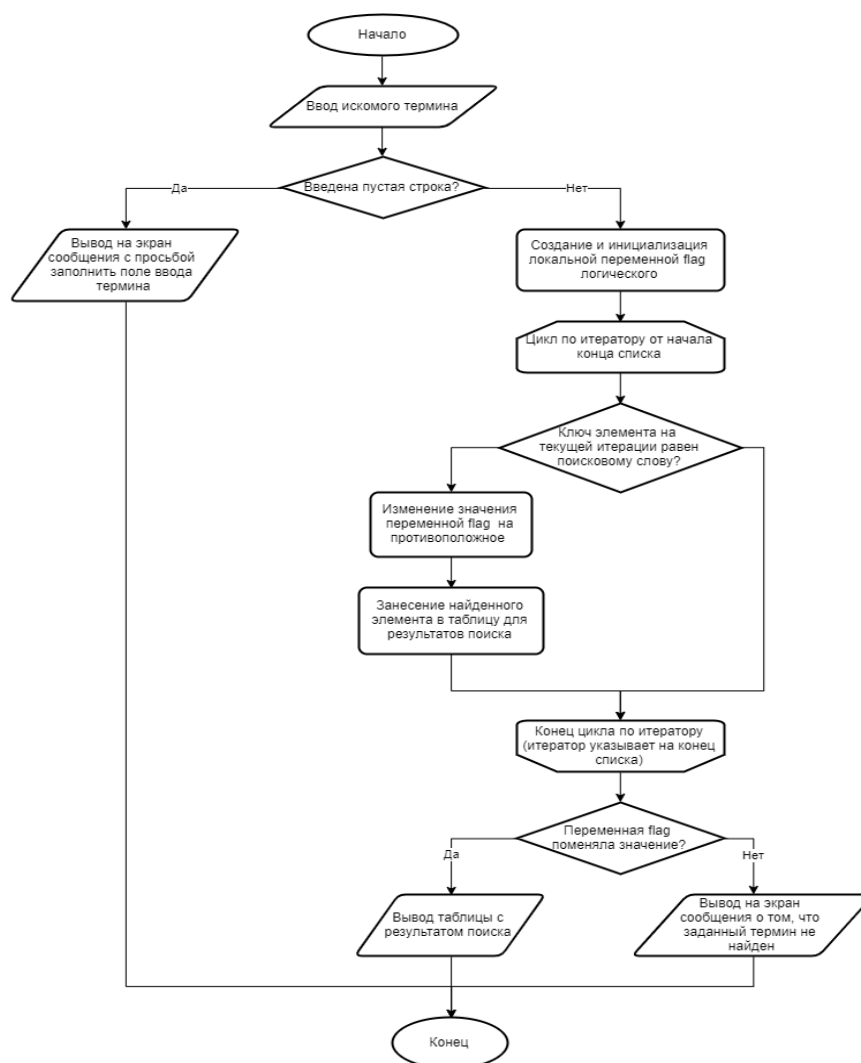 Начало
Ввод искомого термина
Введена пустая строка?
Да
Нет
Вывод на экран
сообщения с просьбой
заполнить поле ввода
термина
Создание и инициализация
локальной переменной flag
логического
Цикл по итератору от начала
конца списка
Ключ элемента на
текущей итерации равен
поисковому слову?
Изменение значения
переменной flag на
противоположное
Занесение найденного
элемента в таблицу для
результатов поиска
Конец цикла по итератору
(итератор указывает на конец
списка)
Переменная flag
поменяла значение?
Да
Нет
Вывод таблицы с
результатом поиска
Вывод на экран
сообщения о том, что
заданный термин не
найден
Конец